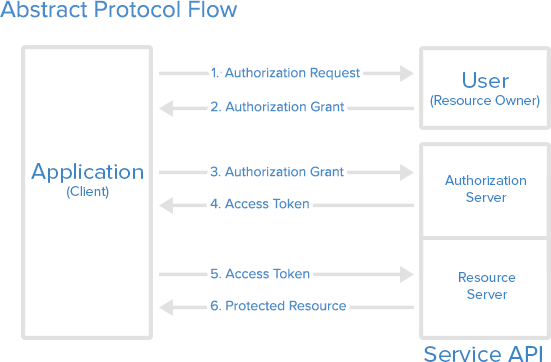 Abstract Protocol Flow
Application
(Client)
1. Authorization Request
2. Authorization Grant
3. Authorization Grant
4. Access Token
5. Access Token
6. Protected Resource
User
(Resource Owner)
Authorization
Server
Resource
Server
Service API